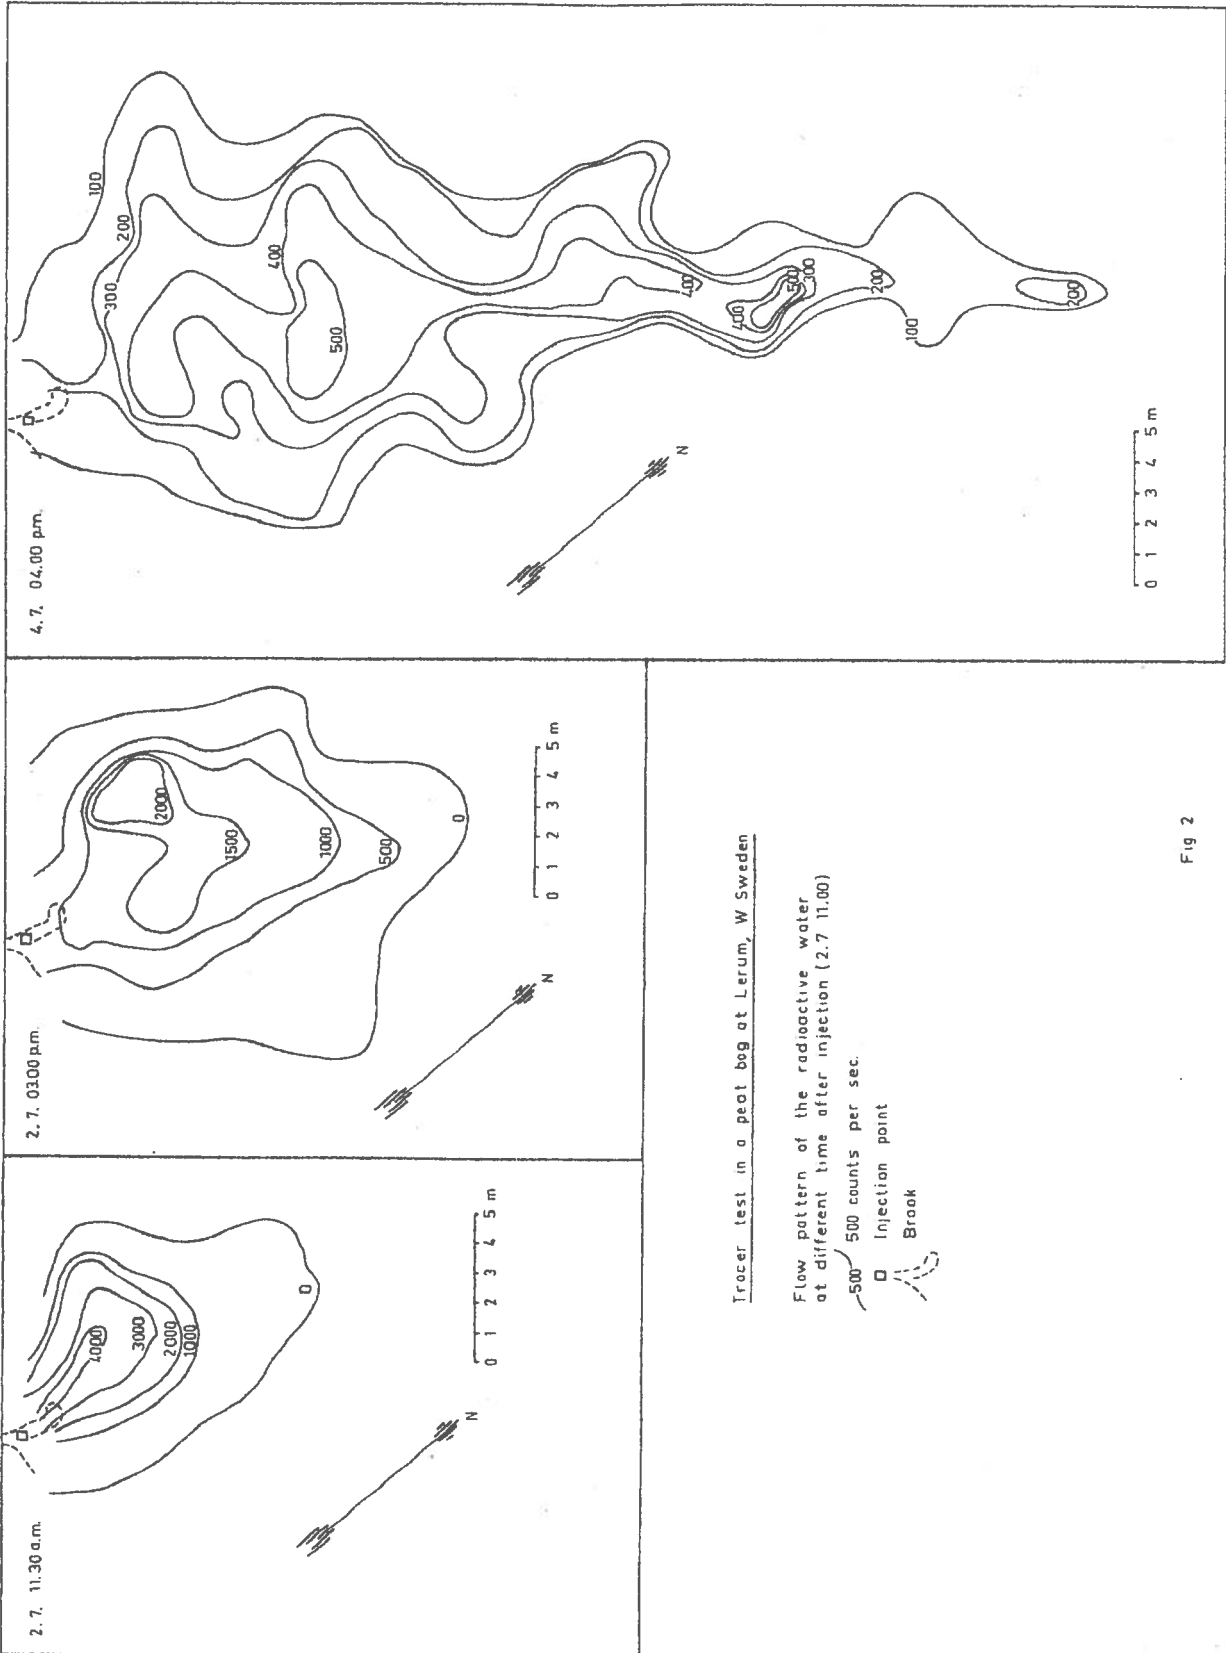 2.7. 11.30 a.m.
4000
3000
2000
1000
0
0 1 2 3 4 5 m
N
2.7. 03.00 p.m.
2000
1500
1000
500
0
0 1 2 3 4 5 m
N
4.7. 04.00 p.m.
100
200
300
400
500
400
400
500
300
200
100
200
0 1 2 3 4 5 m
N
Tracer test in a peat bog at Lerum, W Sweden
Flow pattern of the radioactive water
at different time after injection (2.7 11.00)
500 500 counts per sec.
Injection point
Brook
Fig 2